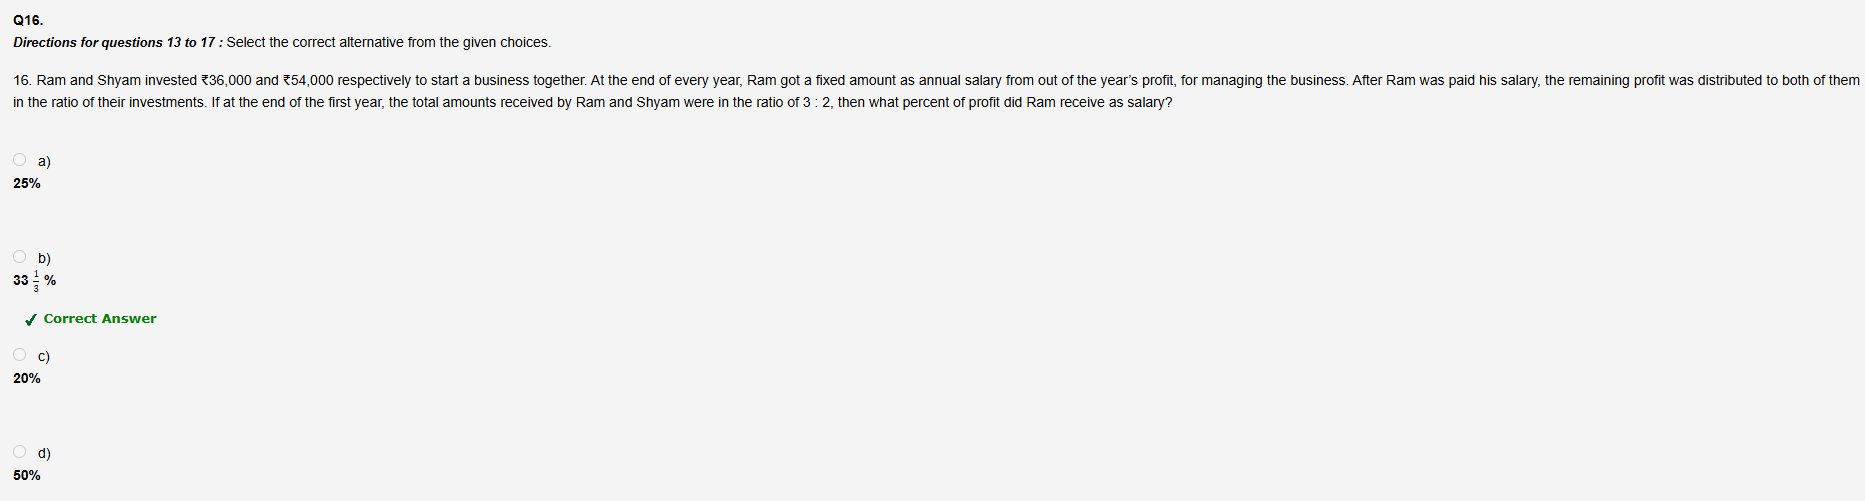 Q16.
Directions for questions 13 to 17 : Select the correct alternative from the given choices.
16. Ram and Shyam invested ₹36,000 and ₹54,000 respectively to start a business together. At the end of every year, Ram got a fixed amount as annual salary from out of the year's profit, for managing the business. After Ram was paid his salary, the remaining profit was distributed to both of them
in the ratio of their investments. If at the end of the first year, the total amounts received by Ram and Shyam were in the ratio of 3 : 2, then what percent of profit did Ram receive as salary?
a)
25%
b)
33 1/3 %
✓ Correct Answer
c)
20%
d)
50%